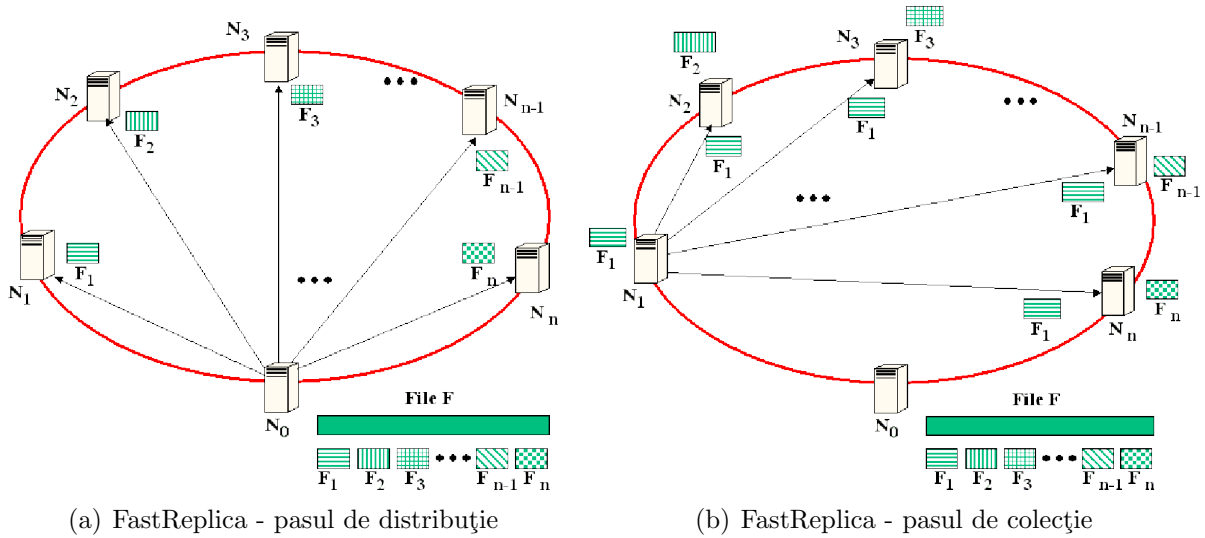 N3
N2
F3
F2
Nn-1
Fn-1
F1
Fn
N1
Nn
N0
File F
F1 F2 F3 Fn-1 Fn
(a) FastReplica - pasul de distribuţie
F3
N3
F2
N2
F1
F1
Nn-1
Fn-1
F1
F1
N1
F1
Nn
Fn
N0
File F
F1 F2 F3 Fn-1 Fn
(b) FastReplica - pasul de colecţie